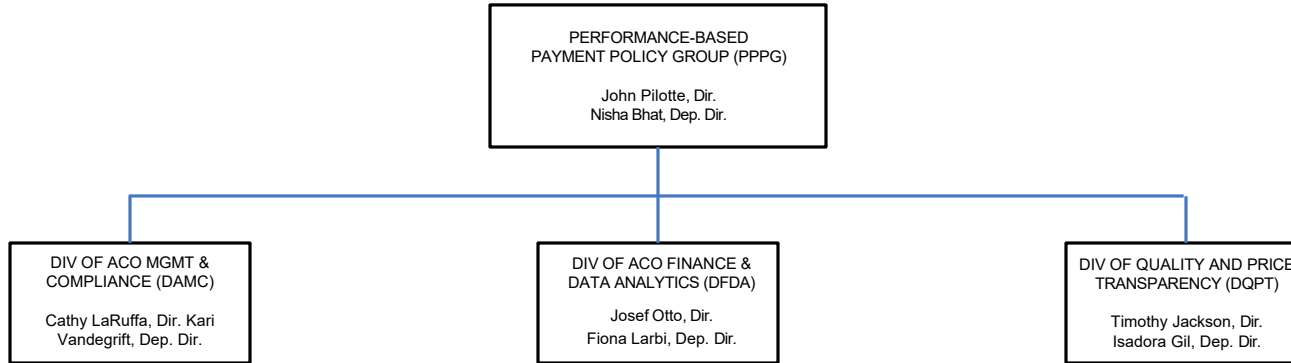 PERFORMANCE-BASED
PAYMENT POLICY GROUP (PPPG)
John Pilotte, Dir.
Nisha Bhat, Dep. Dir.
DIV OF ACO MGMT &
COMPLIANCE (DAMC)
Cathy LaRuffa, Dir. Kari
Vandegrift, Dep. Dir.
DIV OF ACO FINANCE &
DATA ANALYTICS (DFDA)
Josef Otto, Dir.
Fiona Larbi, Dep. Dir.
DIV OF QUALITY AND PRICE
TRANSPARENCY (DQPT)
Timothy Jackson, Dir.
Isadora Gil, Dep. Dir.